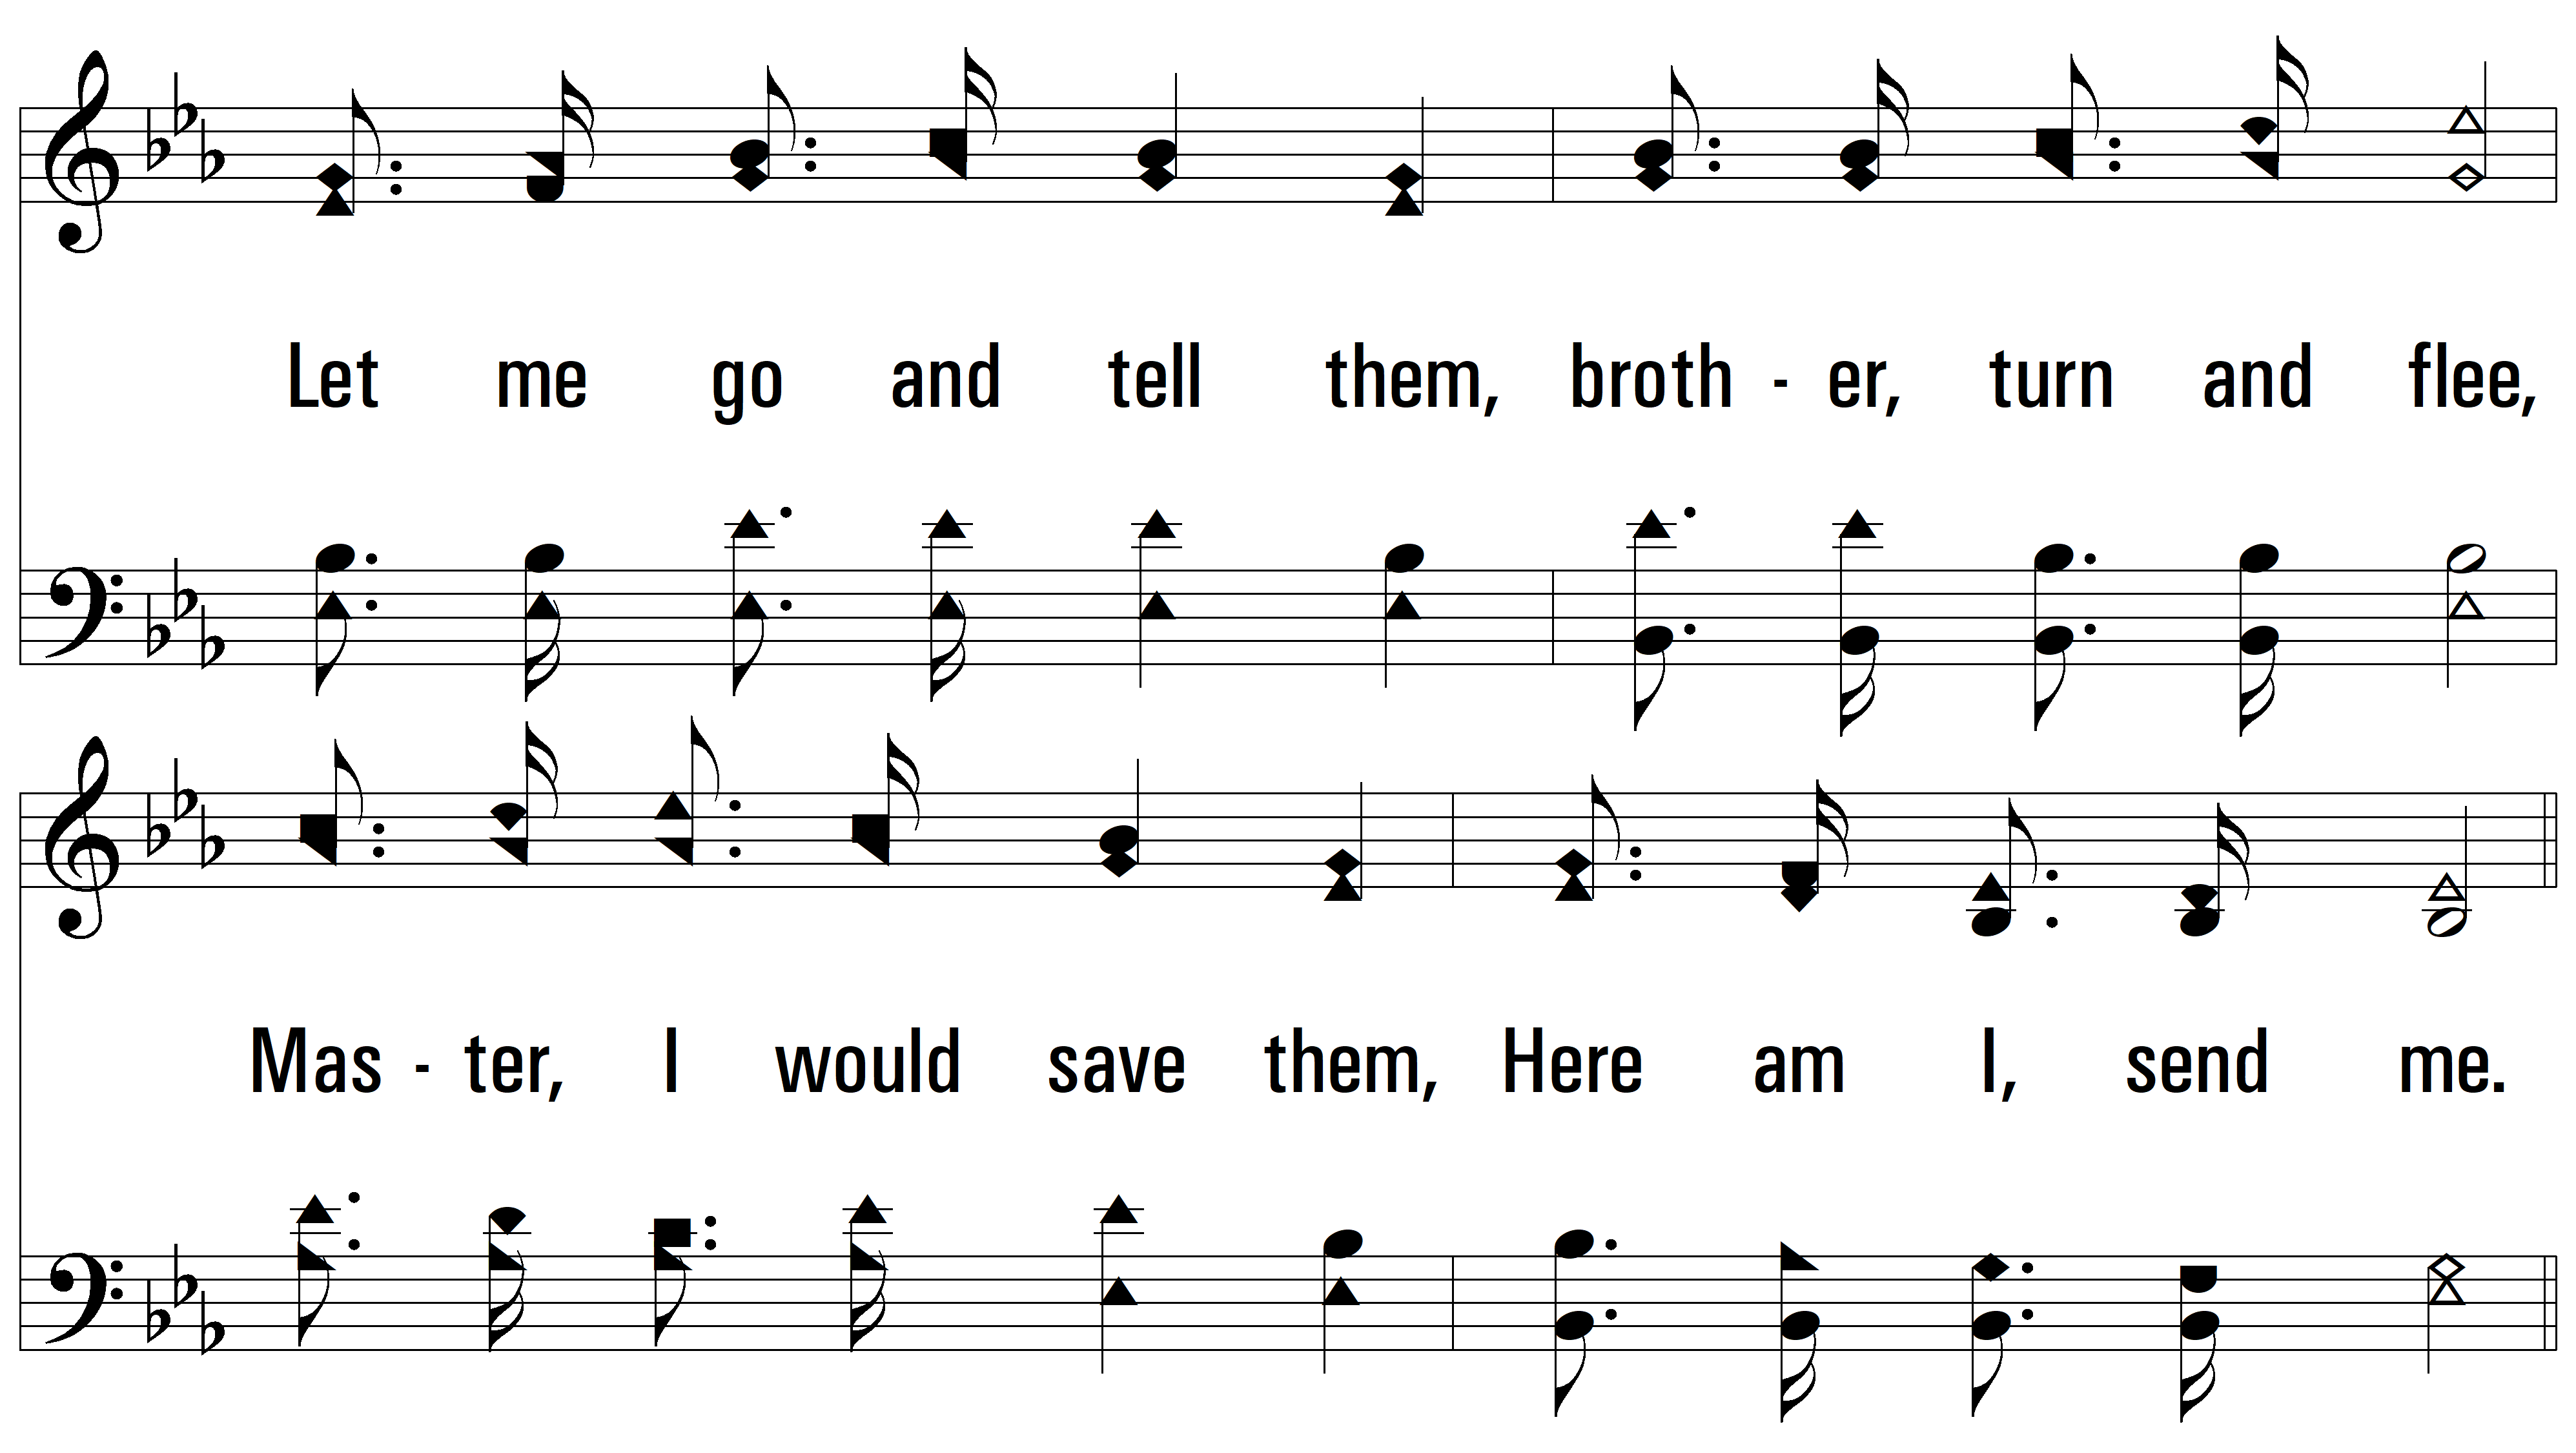 Let me go and tell them, broth - er, turn and flee,
Mas - ter, I would save them, Here am I, send me.